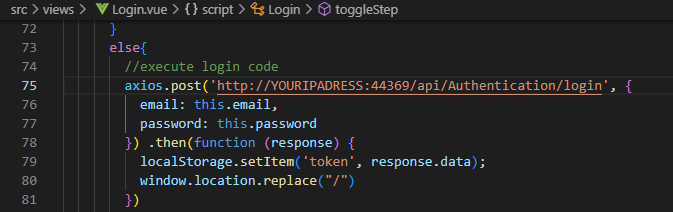 src > views > Login.vue > {} script > Login > toggleStep
72 }
73 else{
74 //execute login code
75 axios.post('http://YOURIPADRESS:44369/api/Authentication/login', {
76 email: this.email,
77 password: this.password
78 }) .then(function (response) {
79 localStorage.setItem('token', response.data);
80 window.location.replace("/")
81 })